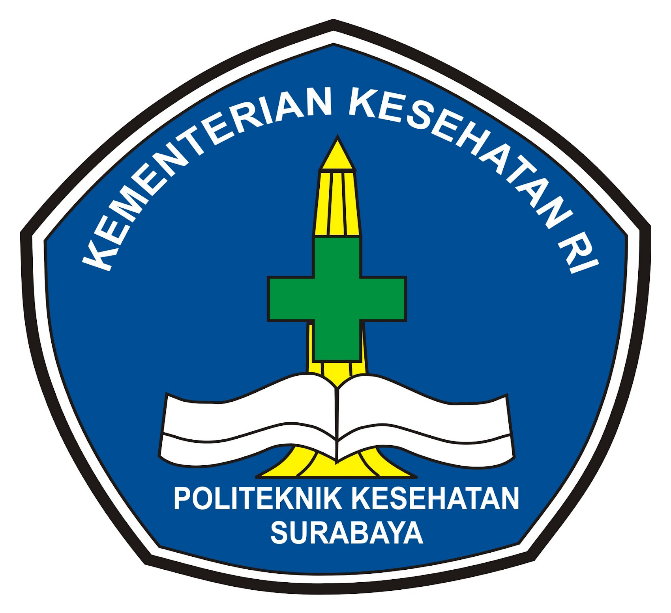 KEMENTERIAN KESEHATAN RI
POLITEKNIK KESEHATAN
SURABAYA